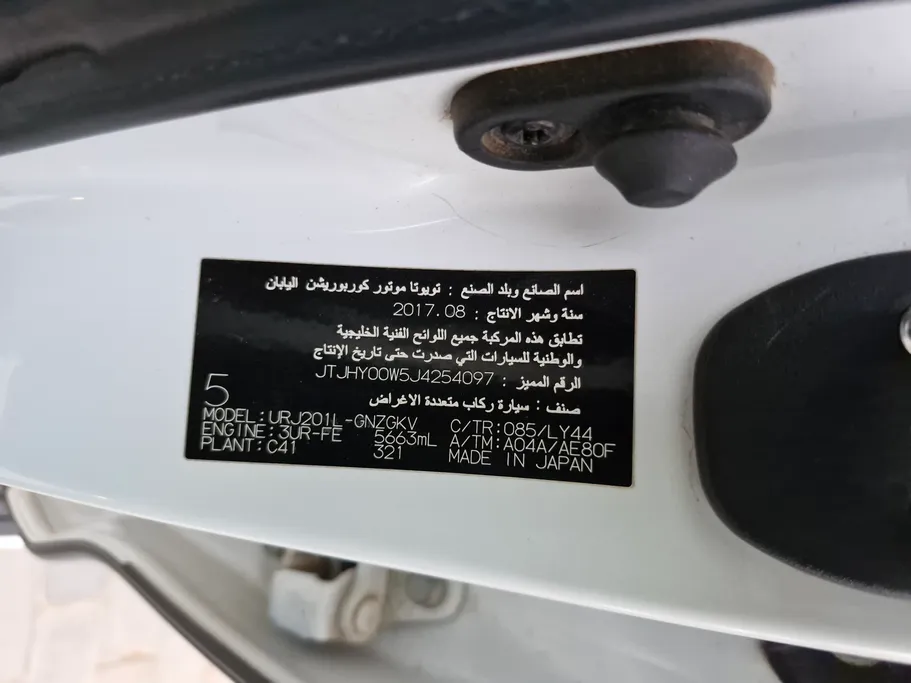 اسم الصانع وبلد الصنع : تويوتا موتور كوربوريشن اليابان
سنة وشهر الانتاج : 2017.08
تطابق هذه المركبة جميع اللوائح الفنية الخليجية
والوطنية للسيارات التي صدرت حتى تاريخ الإنتاج
الرقم المميز : JTJHY00W5J4254097
صنف : سيارة ركاب متعددة الاغراض
5
MODEL:URJ201L-GNZGKV C/TR:085/LY44
ENGINE:3UR-FE 5663mL A/TM:A04A/AE80F
PLANT:C41 321 MADE IN JAPAN